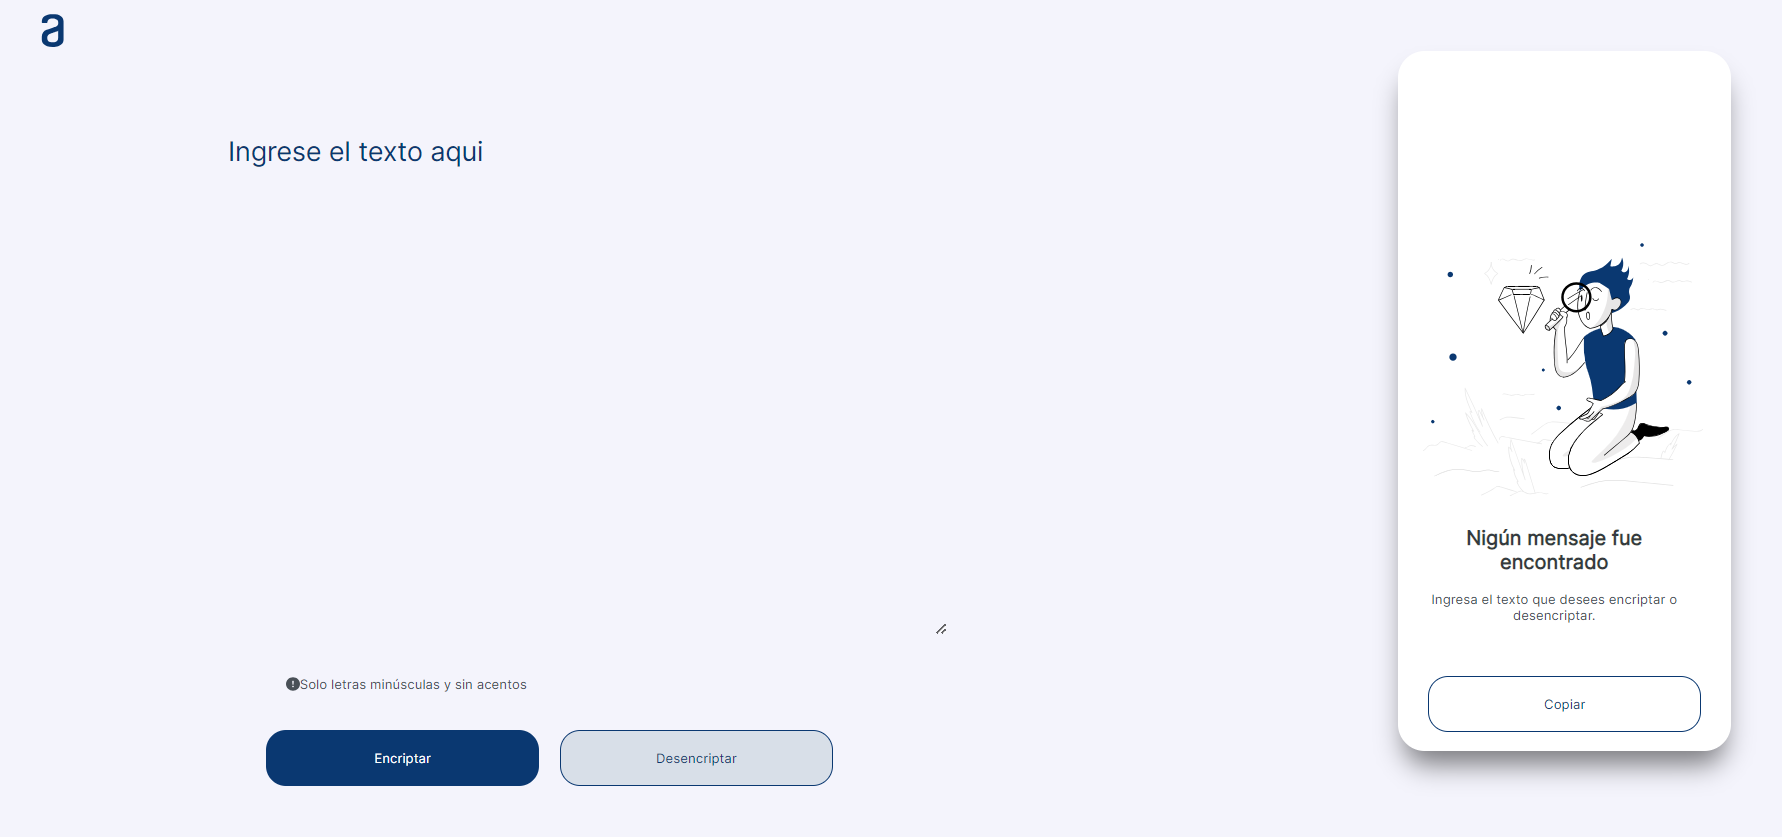 a
Ingrese el texto aqui
Nigún mensaje fue
encontrado
Ingresa el texto que desees encriptar o
desencriptar.
Solo letras minúsculas y sin acentos
Copiar
Encriptar
Desencriptar